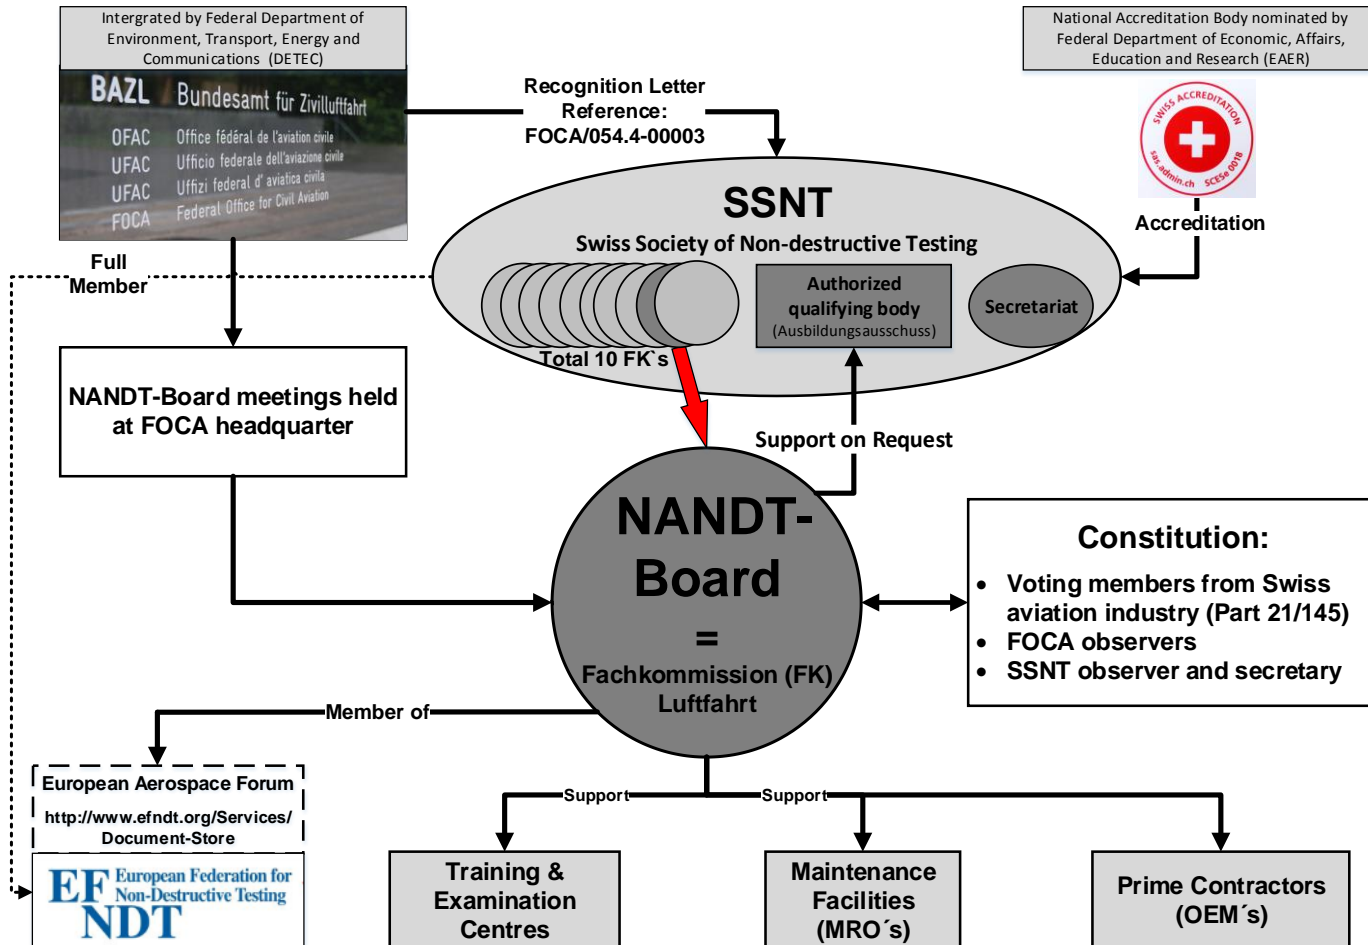 Intergrated by Federal Department of
Environment, Transport, Energy and
Communications (DETEC)
National Accreditation Body nominated by
Federal Department of Economic, Affairs,
Education and Research (EAER)
BAZL Bundesamt für Zivilluftfahrt
OFAC Office fédéral de l'aviation civile
UFAC Ufficio federale dell'aviazione civile
UFAC Uffizi federal d' aviatica civila
FOCA Federal Office for Civil Aviation
Recognition Letter
Reference:
FOCA/054.4-00003
SWISS ACCREDITATION
sas.admin.ch SCESe 0018
Accreditation
SSNT
Swiss Society of Non-destructive Testing
Full
Member
Authorized
qualifying body
(Ausbildungsausschuss)
Secretariat
Total 10 FK`s
NANDT-Board meetings held
at FOCA headquarter
Support on Request
NANDT-
Board
=
Fachkommission (FK)
Luftfahrt
Constitution:
• Voting members from Swiss
aviation industry (Part 21/145)
• FOCA observers
• SSNT observer and secretary
Member of
European Aerospace Forum
http://www.efndt.org/Services/
Document-Store
EF European Federation for
Non-Destructive Testing
NDT
Support
Support
Training &
Examination
Centres
Maintenance
Facilities
(MRO´s)
Prime Contractors
(OEM´s)